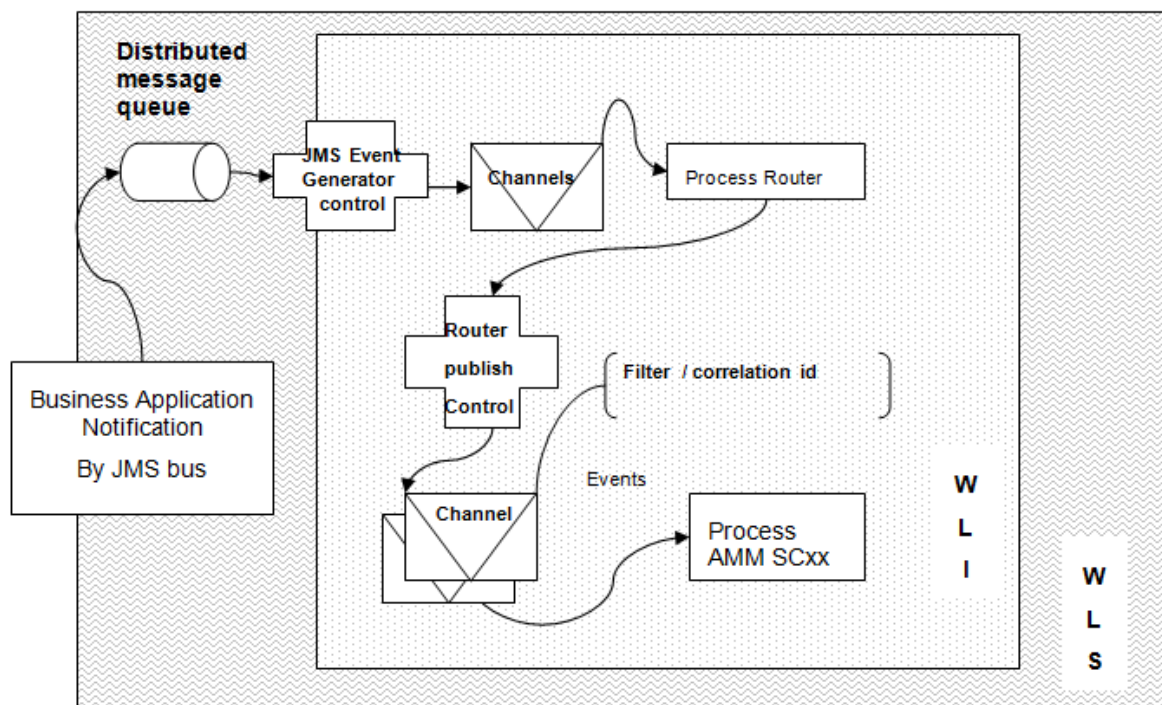 Distributed
message
queue
JMS Event
Generator
control
Channels
Process Router
Router
publish
Control
Filter / correlation id
Business Application
Notification
By JMS bus
Events
Channel
Process
AMM SCxx
W
L
I
W
L
S